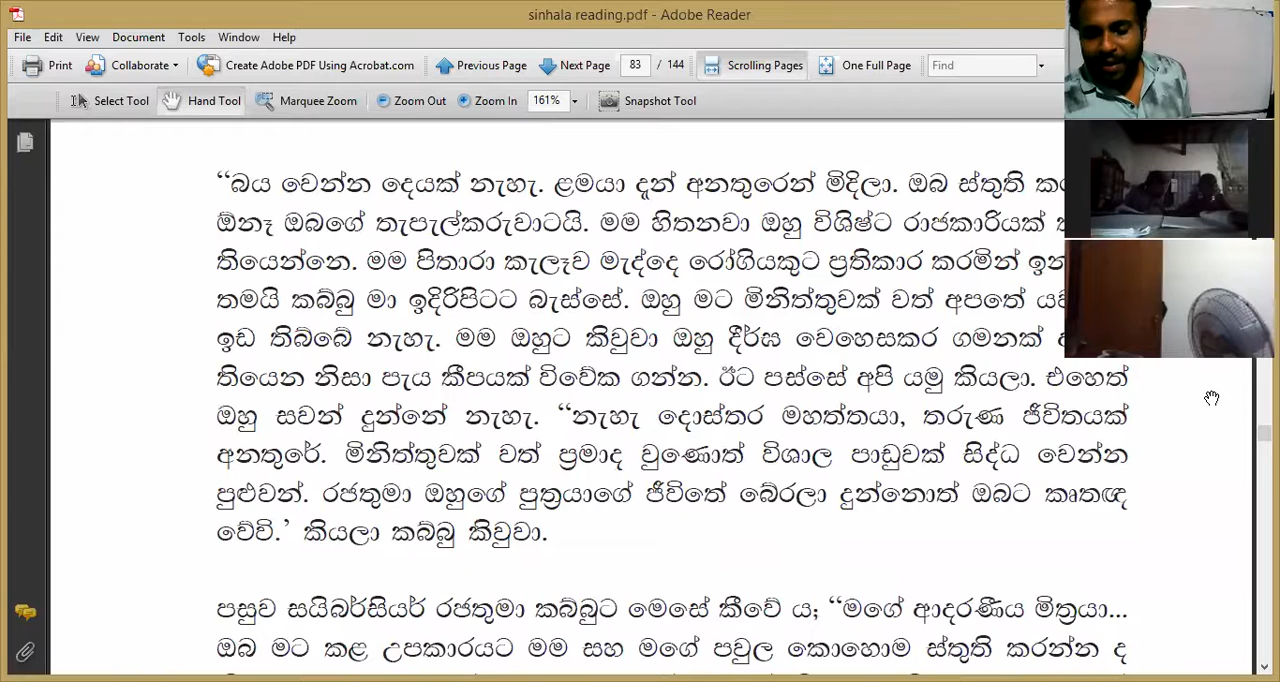 sinhala reading.pdf - Adobe Reader
File Edit View Document Tools Window Help
Print Collaborate Create Adobe PDF Using Acrobat.com Previous Page Next Page 83 / 144 Scrolling Pages One Full Page Find
Select Tool Hand Tool Marquee Zoom Zoom Out Zoom In 161% Snapshot Tool
“බය වෙන්න දෙයක් නැහැ. ළමයා දැන් අනතුරෙන් මිදිලා. ඔබ ස්තුති
ඕනෑ ඔබගේ තැපැල්කරුවාටයි. මම හිතනවා ඔහු විශිෂ්ට රාජකාරියක්
තියෙන්නෙ. මම පිතාරා කැලෑව මැද්දෙ රෝගියකුට ප්‍රතිකාර කරමින්
තමයි කබ්බු මා ඉදිරිපිටට බැස්සේ. ඔහු මට මිනිත්තුවක් වත් අපතේ
ඉඩ තිබ්බේ නැහැ. මම ඔහුට කිවුවා ඔහු දීර්ඝ වෙහෙසකර ගමනක්
තියෙන නිසා පැය කීපයක් විවේක ගන්න. ඊට පස්සේ අපි යමු කියලා. එහෙත්
ඔහු සවන් දුන්නේ නැහැ. “නැහැ දොස්තර මහත්තයා, තරුණ ජීවිතයක්
අනතුරේ. මිනිත්තුවක් වත් ප්‍රමාද වුණොත් විශාල පාඩුවක් සිද්ධ වෙන්න
පුළුවන්. රජතුමා ඔහුගේ පුත්‍රයාගේ ජීවිතේ බේරලා දුන්නොත් ඔබට කෘතඥ
වේවි.’ කියලා කබ්බු කිවුවා.
පසුව සයිබර්සියර් රජතුමා කබ්බුට මෙසේ කීවේ ය; “මගේ ආදරණීය මිත්‍රයා...
ඔබ මට කළ උපකාරයට මම සහ මගේ පවුල කොහොම ස්තුති කරන්න ද